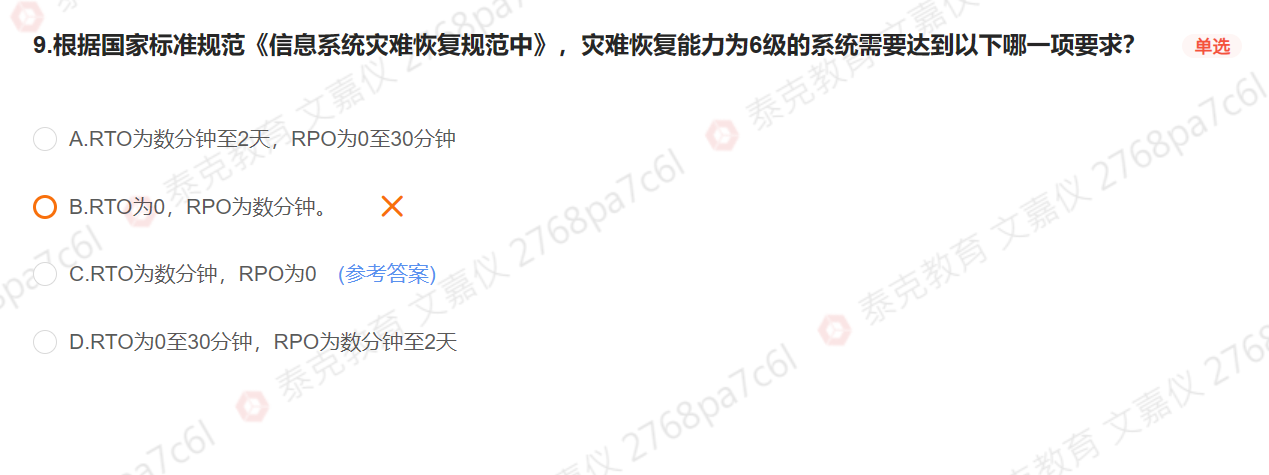 9.根据国家标准规范《信息系统灾难恢复规范中》，灾难恢复能力为6级的系统需要达到以下哪一项要求？ 单选
A.RTO为数分钟至2天，RPO为0至30分钟
B.RTO为0，RPO为数分钟。
C.RTO为数分钟，RPO为0 (参考答案)
D.RTO为0至30分钟，RPO为数分钟至2天
泰克教育 文嘉仪 2768pa7c6l